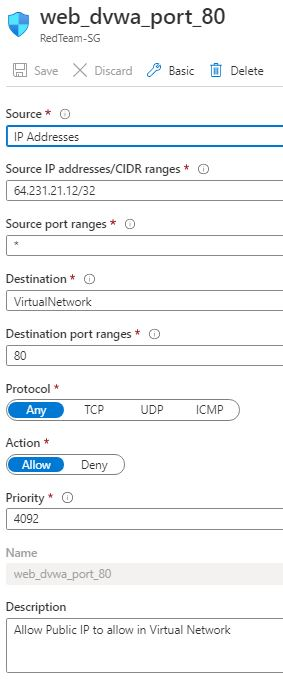 web_dvwa_port_80
RedTeam-SG
Save Discard Basic Delete
Source *
IP Addresses
Source IP addresses/CIDR ranges *
64.231.21.12/32
Source port ranges *
*
Destination *
VirtualNetwork
Destination port ranges *
80
Protocol *
Any TCP UDP ICMP
Action *
Allow Deny
Priority *
4092
Name
web_dvwa_port_80
Description
Allow Public IP to allow in Virtual Network